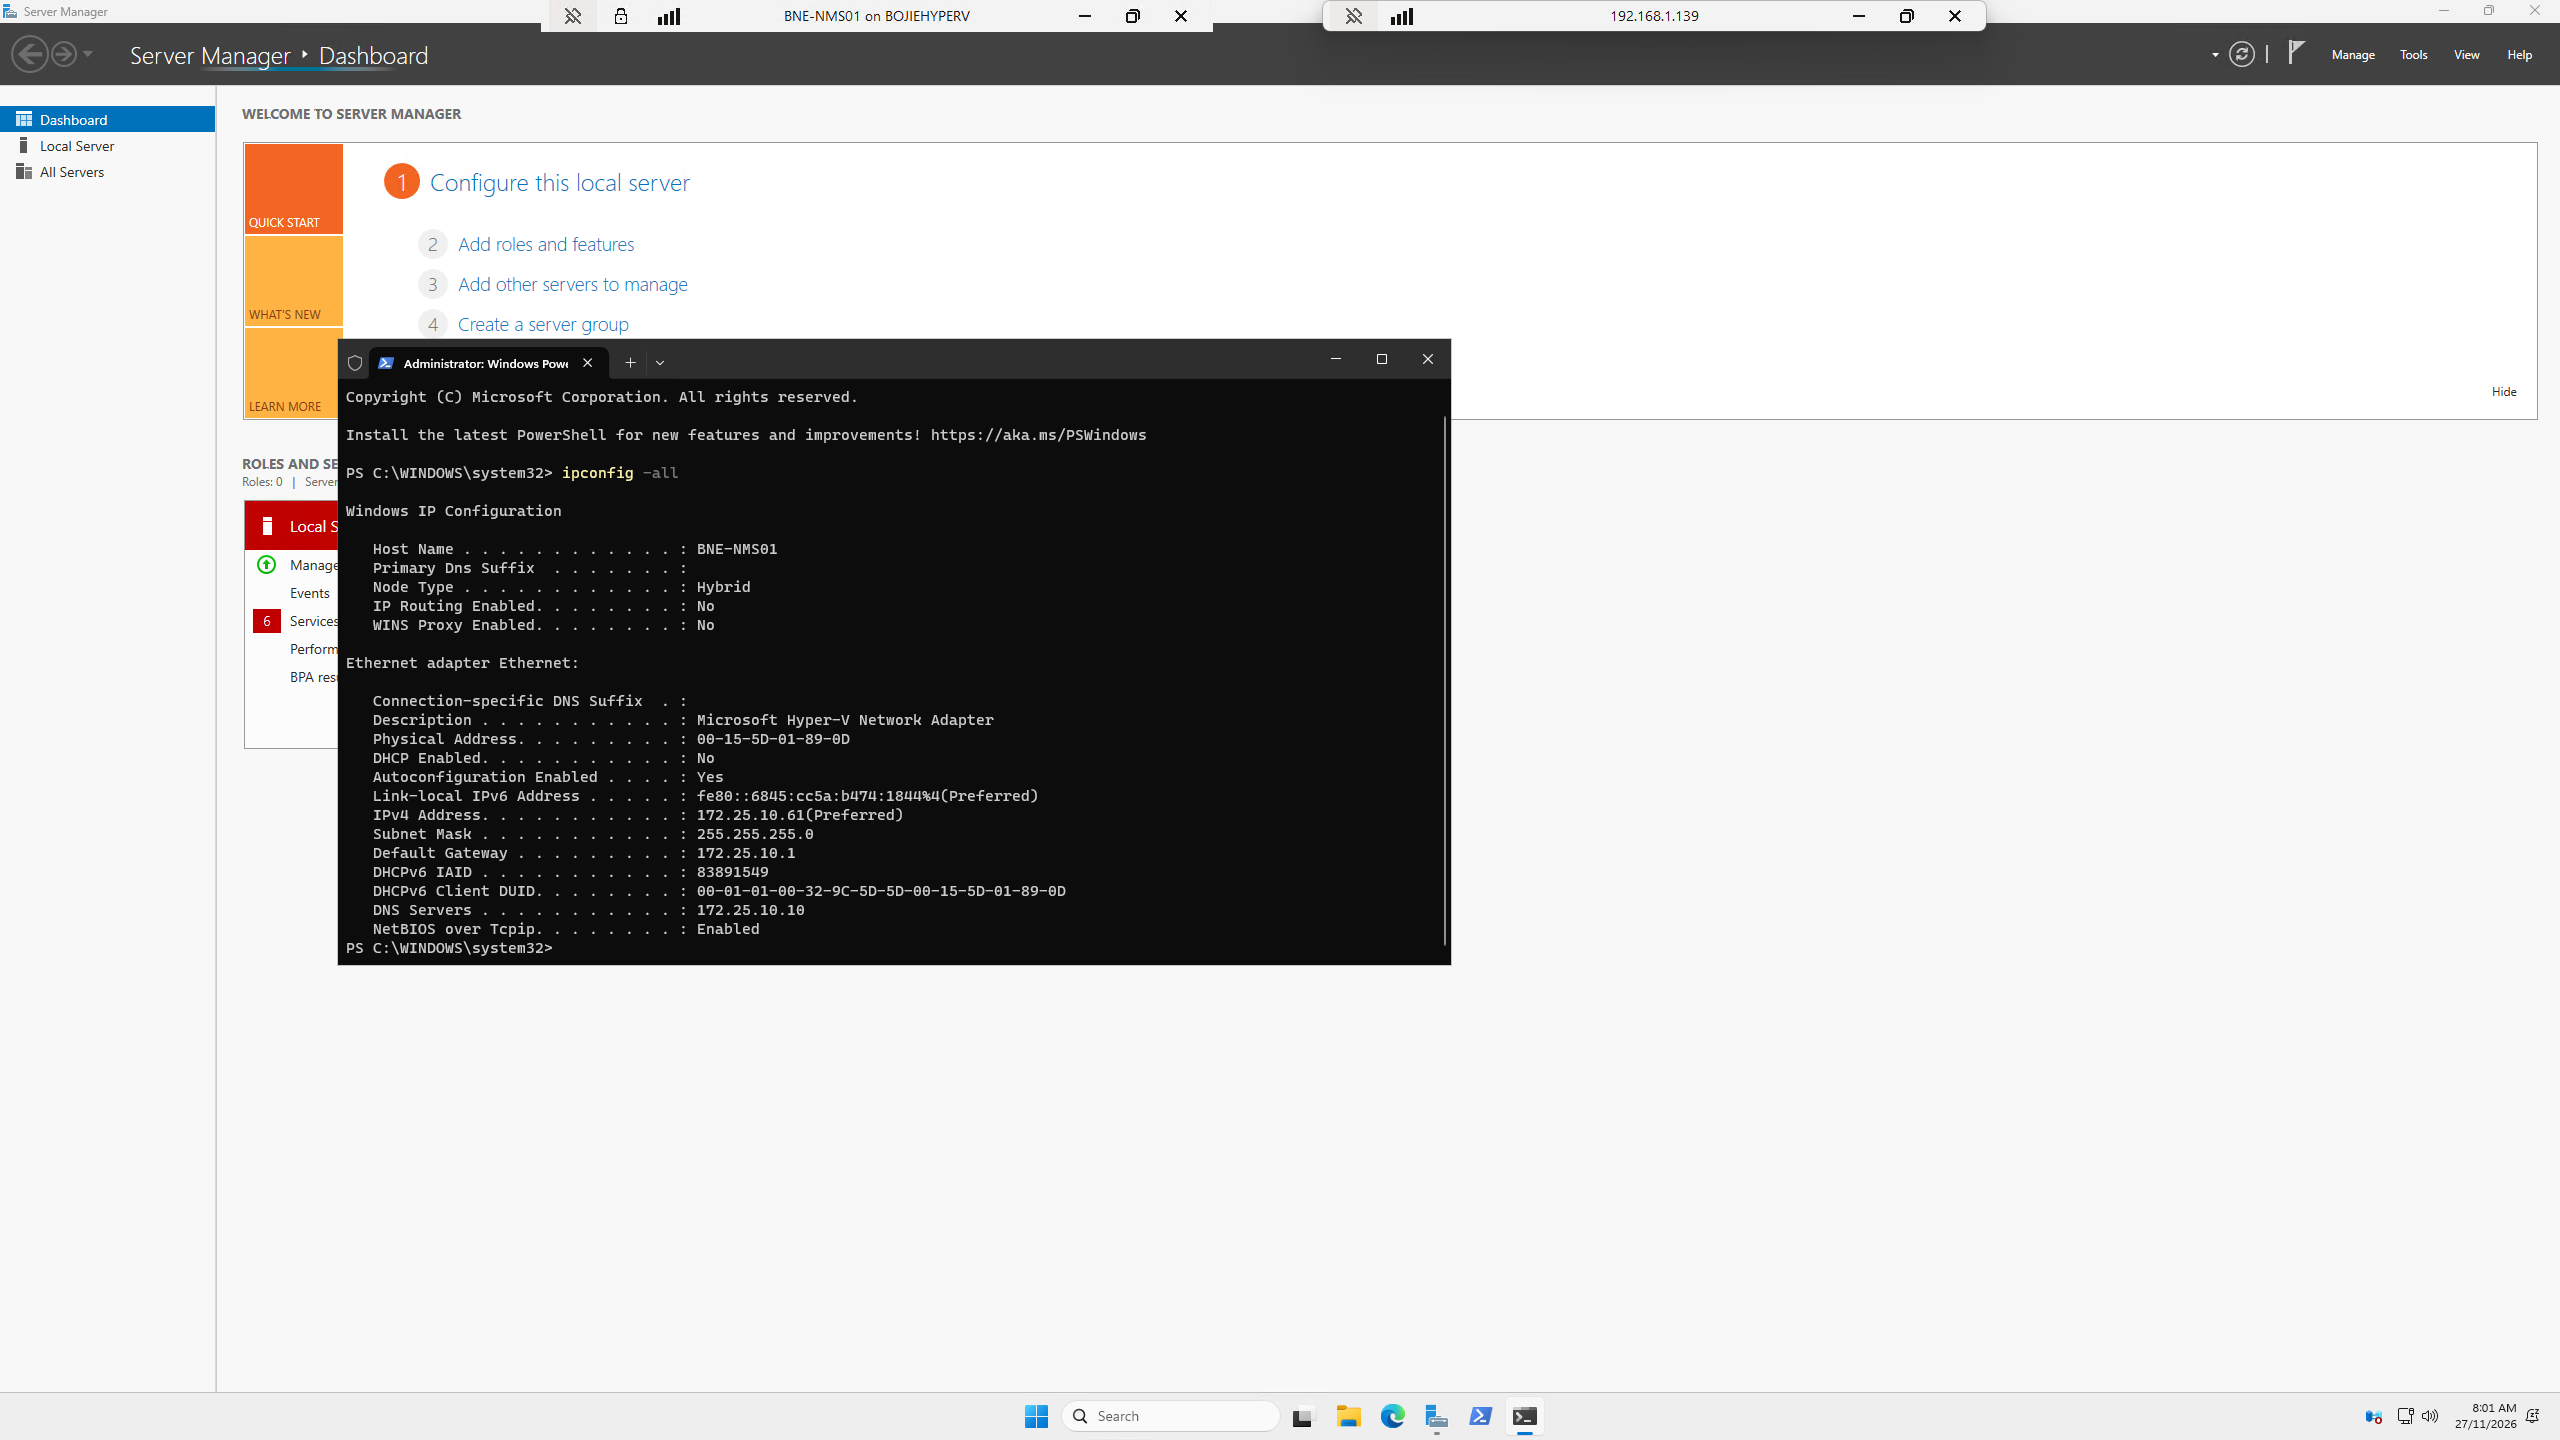 Server Manager
BNE-NMS01 on BOJIEHYPERV
192.168.1.139
Server Manager ‣ Dashboard
Manage
Tools
View
Help
Dashboard
Local Server
All Servers
WELCOME TO SERVER MANAGER
QUICK START
WHAT'S NEW
LEARN MORE
1 Configure this local server
2 Add roles and features
3 Add other servers to manage
4 Create a server group
Hide
ROLES AND SE
Roles: 0 | Server
Local S
Manage
Events
6 Services
Perform
BPA resu
Administrator: Windows Powe
Copyright (C) Microsoft Corporation. All rights reserved.
Install the latest PowerShell for new features and improvements! https://aka.ms/PSWindows
PS C:\WINDOWS\system32> ipconfig -all
Windows IP Configuration
Host Name . . . . . . . . . . . . : BNE-NMS01
Primary Dns Suffix  . . . . . . . :
Node Type . . . . . . . . . . . . : Hybrid
IP Routing Enabled. . . . . . . . : No
WINS Proxy Enabled. . . . . . . . : No
Ethernet adapter Ethernet:
Connection-specific DNS Suffix  . :
Description . . . . . . . . . . . : Microsoft Hyper-V Network Adapter
Physical Address. . . . . . . . . : 00-15-5D-01-89-0D
DHCP Enabled. . . . . . . . . . . : No
Autoconfiguration Enabled . . . . : Yes
Link-local IPv6 Address . . . . . : fe80::6845:cc5a:b474:1844%4(Preferred)
IPv4 Address. . . . . . . . . . . : 172.25.10.61(Preferred)
Subnet Mask . . . . . . . . . . . : 255.255.255.0
Default Gateway . . . . . . . . . : 172.25.10.1
DHCPv6 IAID . . . . . . . . . . . : 83891549
DHCPv6 Client DUID. . . . . . . . : 00-01-01-00-32-9C-5D-5D-00-15-5D-01-89-0D
DNS Servers . . . . . . . . . . . : 172.25.10.10
NetBIOS over Tcpip. . . . . . . . : Enabled
PS C:\WINDOWS\system32>
Search
8:01 AM
27/11/2026